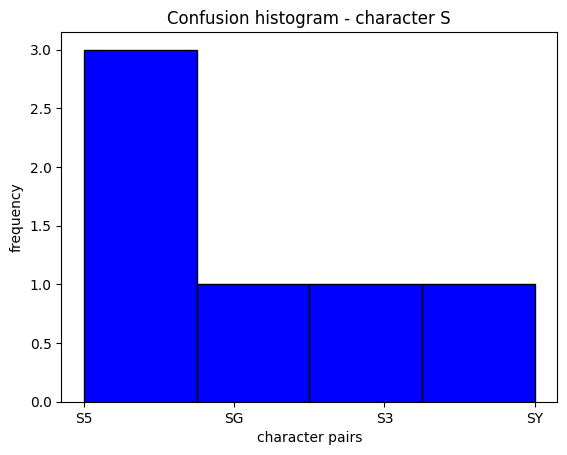 Confusion histogram - character S
frequency
3.0
2.5
2.0
1.5
1.0
0.5
0.0
S5 SG S3 SY
character pairs